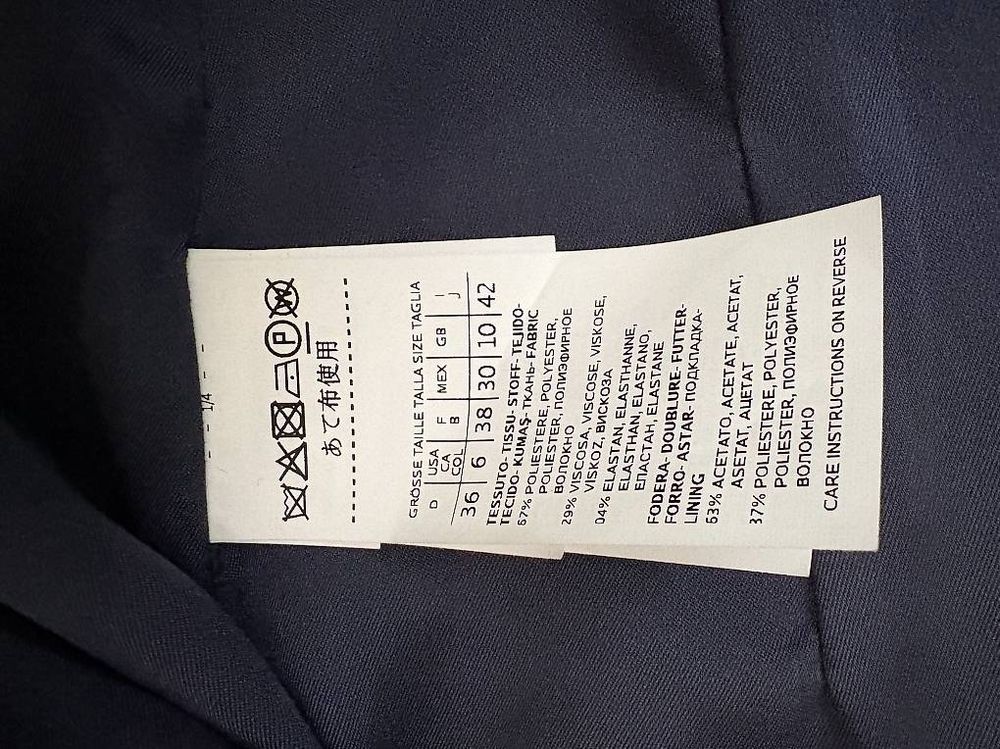 - - 1/4 - -
P
W
あて布使用
GRÖSSE TAILLE TALLA SIZE TAGLIA
D USA CA COL F B MEX GB I J
36 6 38 30 10 42
TESSUTO- TISSU- STOFF- TEJIDO-
TECIDO- KUMAŞ- ТКАНЬ- FABRIC
67% POLIESTERE, POLYESTER,
POLIESTER, ПОЛИЭФИРНОЕ
ВОЛОКНО
29% VISCOSA, VISCOSE, VISKOSE,
VISKOZ, ВИСКОЗА
04% ELASTAN, ELASTHANNE,
ELASTHAN, ELASTANO,
ЕЛАСТАН, ELASTANE
FODERA- DOUBLURE- FUTTER-
FORRO- ASTAR- ПОДКЛАДКА-
LINING
63% ACETATO, ACETATE, ACETAT,
ASETAT, АЦЕТАТ
37% POLIESTERE, POLYESTER,
POLIESTER, ПОЛИЭФИРНОЕ
ВОЛОКНО
CARE INSTRUCTIONS ON REVERSE